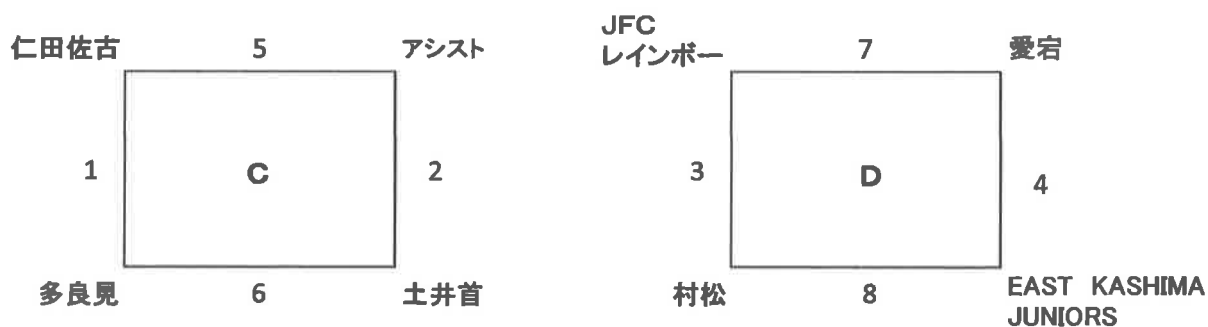 仁田佐古 5 アシスト
1 C 2
多良見 6 土井首
JFC
レインボー 7 愛宕
3 D 4
村松 8 EAST KASHIMA
JUNIORS